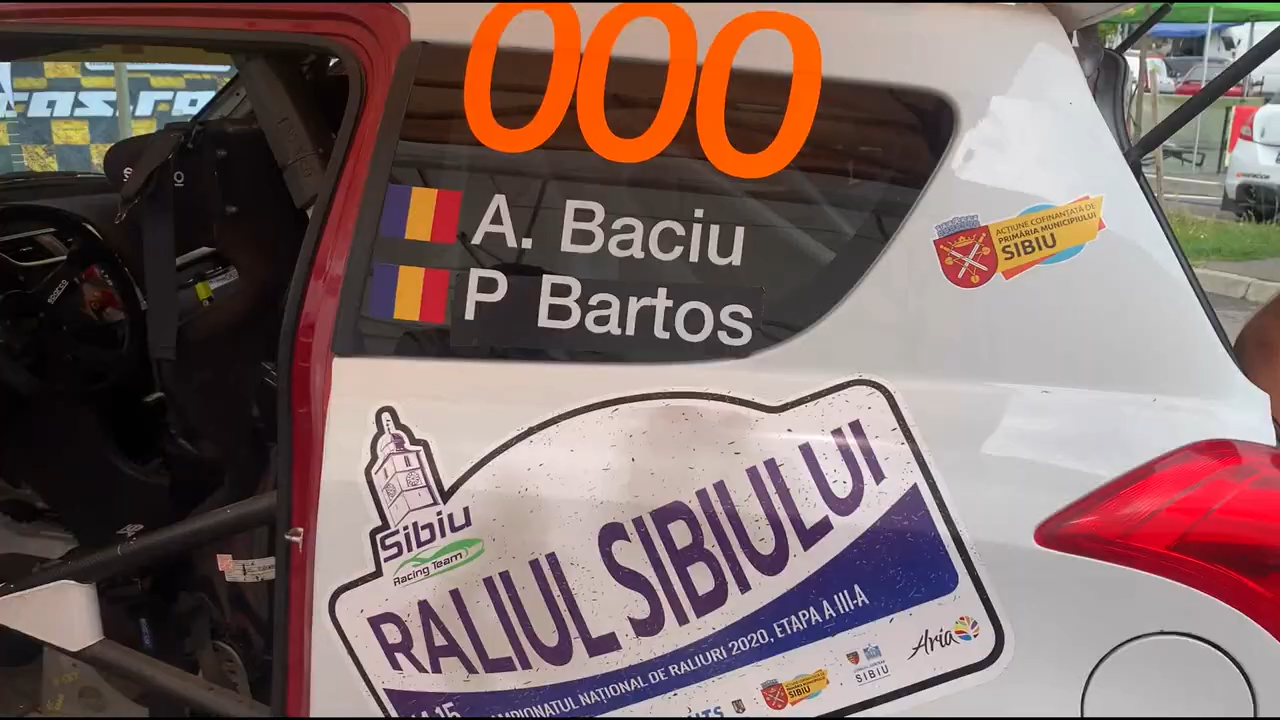 000
A. Baciu
P Bartos
ACȚIUNE COFINANȚATĂ DE
PRIMĂRIA MUNICIPIULUI
SIBIU
Sibiu
Racing Team
RALIUL SIBIULUI
CAMPIONATUL NAȚIONAL DE RALIURI 2020, ETAPA A III-A
SIBIU
SIBIU
Aria